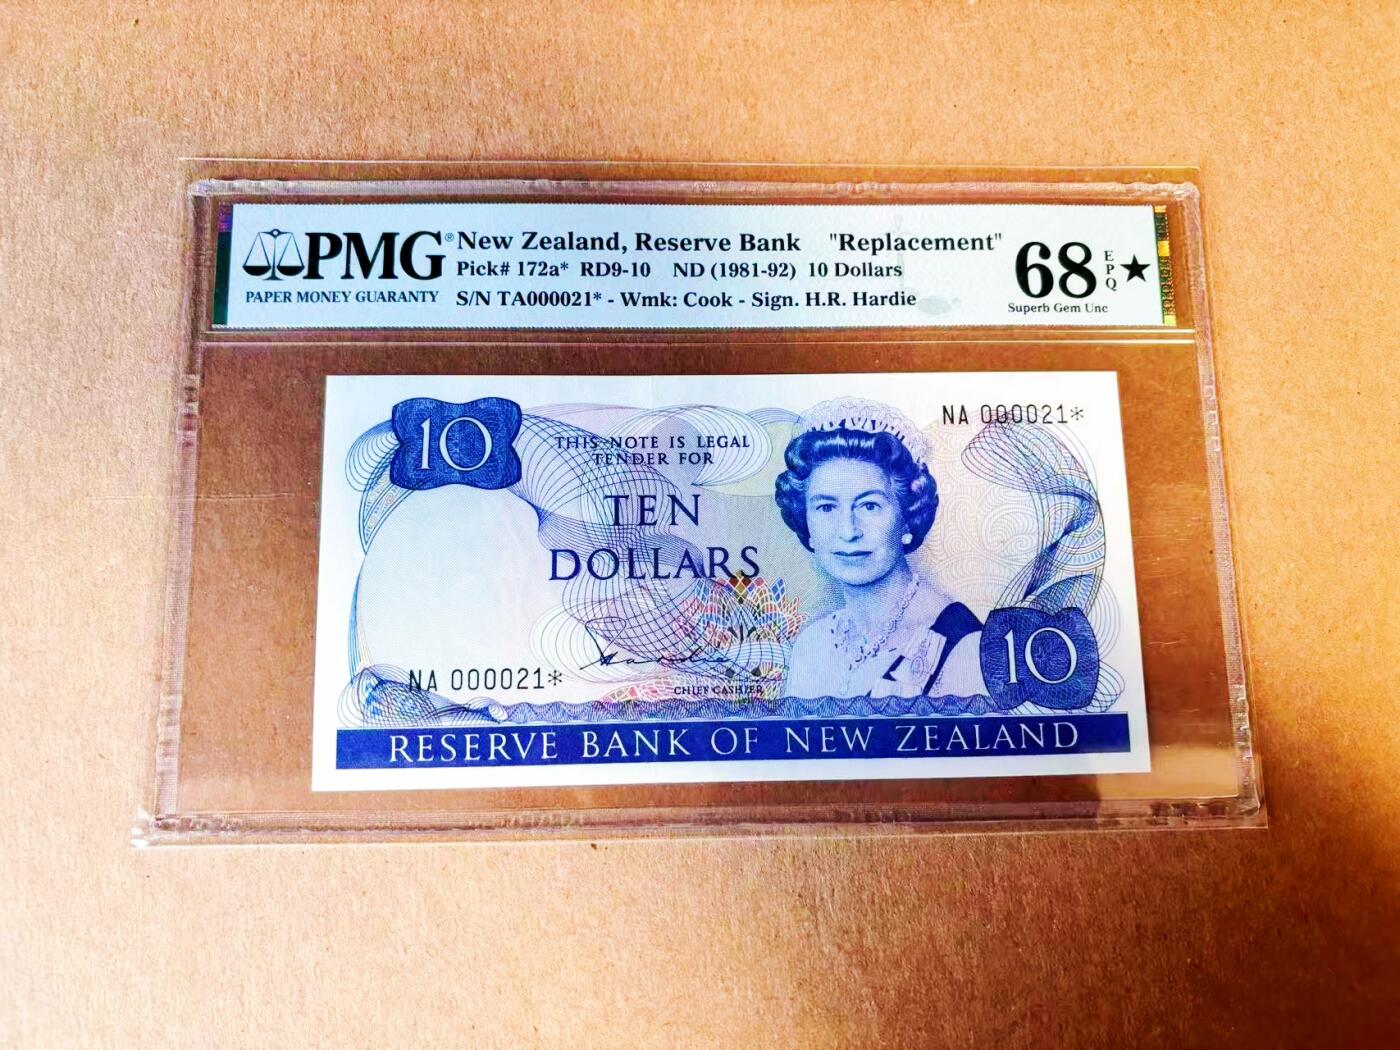 PMG®
PAPER MONEY GUARANTY
New Zealand, Reserve Bank "Replacement"
Pick# 172a* RD9-10 ND (1981-92) 10 Dollars
S/N TA000021* - Wmk: Cook - Sign. H.R. Hardie
68 EPQ ★
Superb Gem Unc
10
NA 000021*
THIS NOTE IS LEGAL
TENDER FOR
TEN
DOLLARS
NA 000021*
CHIEF CASHIER
10
RESERVE BANK OF NEW ZEALAND